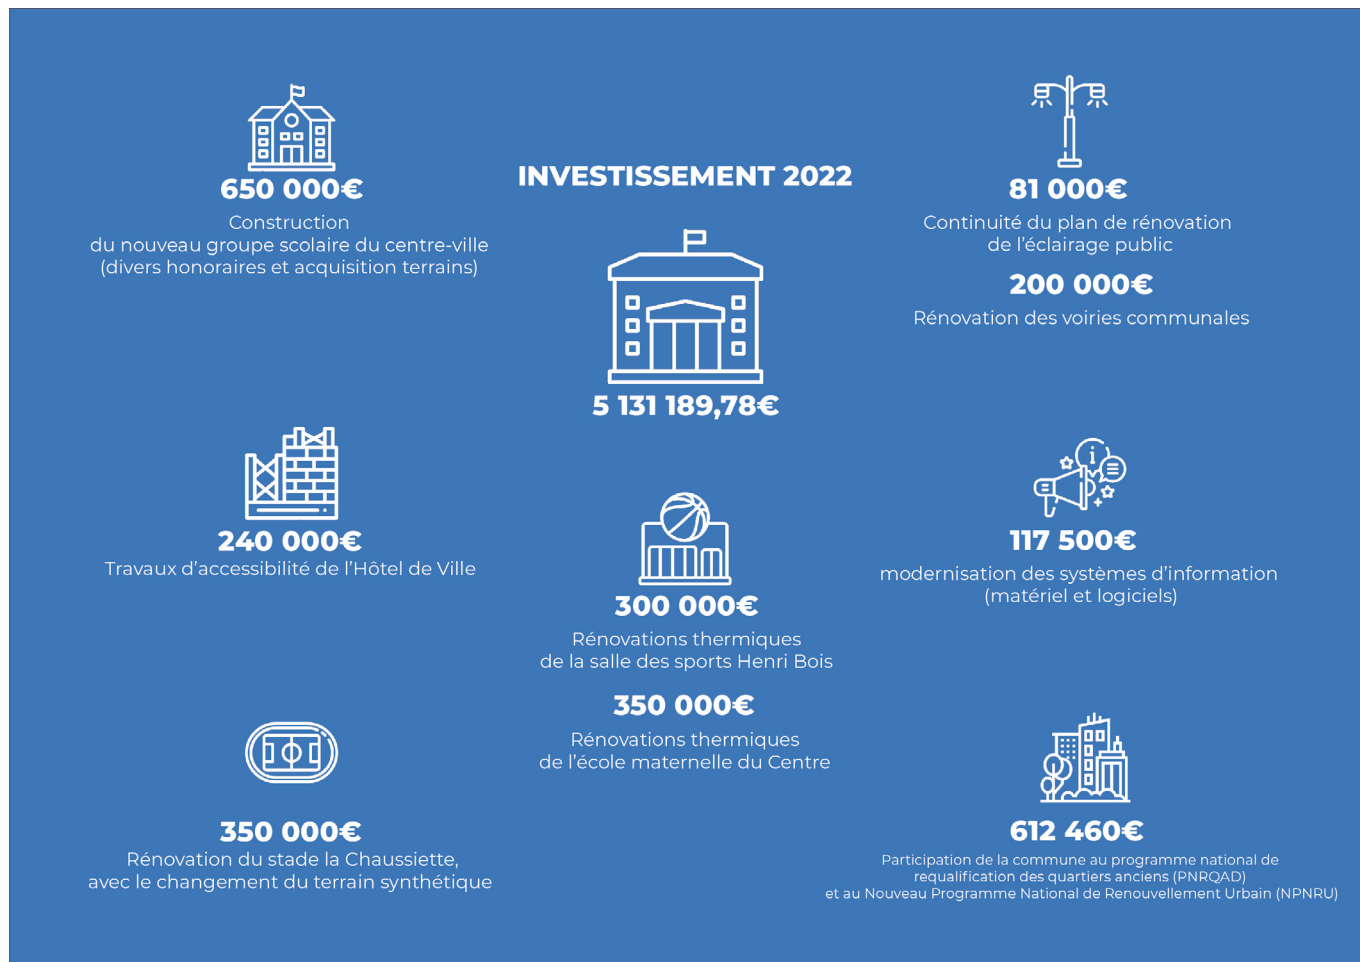 INVESTISSEMENT 2022
5 131 189,78€
650 000€
Construction
du nouveau groupe scolaire du centre-ville
(divers honoraires et acquisition terrains)
81 000€
Continuité du plan de rénovation
de l'éclairage public
200 000€
Rénovation des voiries communales
240 000€
Travaux d'accessibilité de l'Hôtel de Ville
300 000€
Rénovations thermiques
de la salle des sports Henri Bois
350 000€
Rénovations thermiques
de l'école maternelle du Centre
117 500€
modernisation des systèmes d'information
(matériel et logiciels)
350 000€
Rénovation du stade la Chaussiette,
avec le changement du terrain synthétique
612 460€
Participation de la commune au programme national de
requalification des quartiers anciens (PNRQAD)
et au Nouveau Programme National de Renouvellement Urbain (NPNRU)